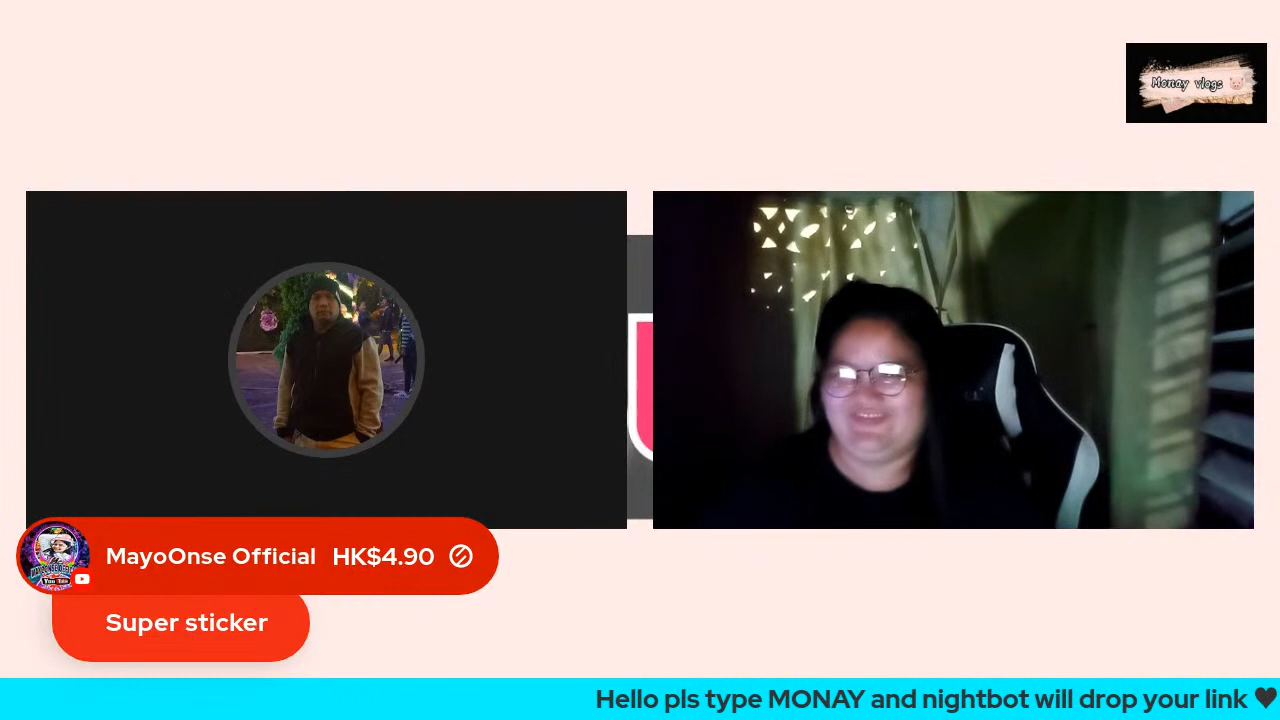 Monay vlogs
MayoOnse Official HK$4.90
Super sticker
Hello pls type MONAY and nightbot will drop your link ♥